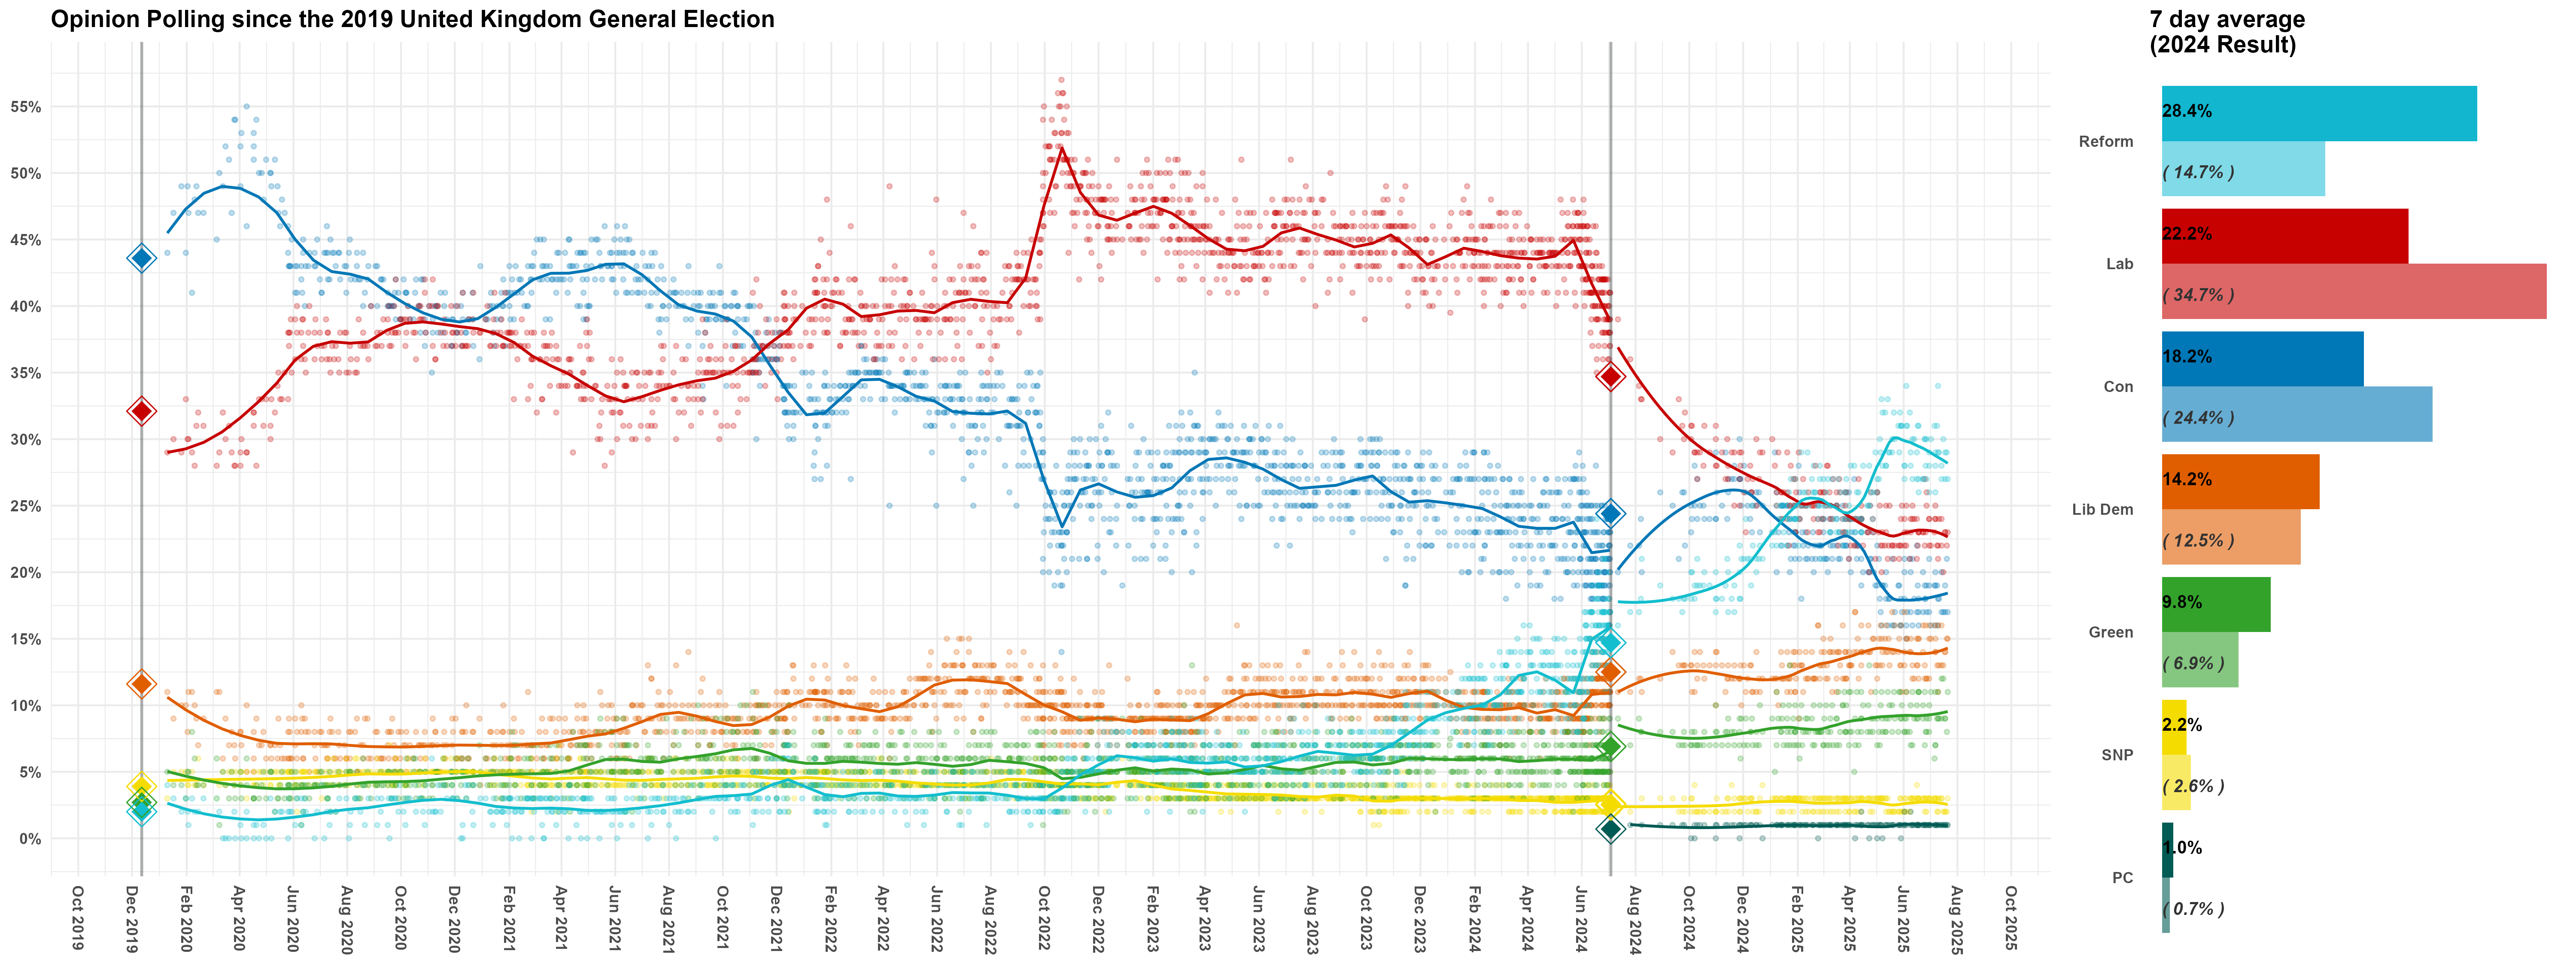 Opinion Polling since the 2019 United Kingdom General Election
55%
50%
45%
40%
35%
30%
25%
20%
15%
10%
5%
0%
Oct 2019
Dec 2019
Feb 2020
Apr 2020
Jun 2020
Aug 2020
Oct 2020
Dec 2020
Feb 2021
Apr 2021
Jun 2021
Aug 2021
Oct 2021
Dec 2021
Feb 2022
Apr 2022
Jun 2022
Aug 2022
Oct 2022
Dec 2022
Feb 2023
Apr 2023
Jun 2023
Aug 2023
Oct 2023
Dec 2023
Feb 2024
Apr 2024
Jun 2024
Aug 2024
Oct 2024
Dec 2024
Feb 2025
Apr 2025
Jun 2025
Aug 2025
Oct 2025
7 day average
(2024 Result)
Reform
28.4%
( 14.7% )
Lab
22.2%
( 34.7% )
Con
18.2%
( 24.4% )
Lib Dem
14.2%
( 12.5% )
Green
9.8%
( 6.9% )
SNP
2.2%
( 2.6% )
PC
1.0%
( 0.7% )